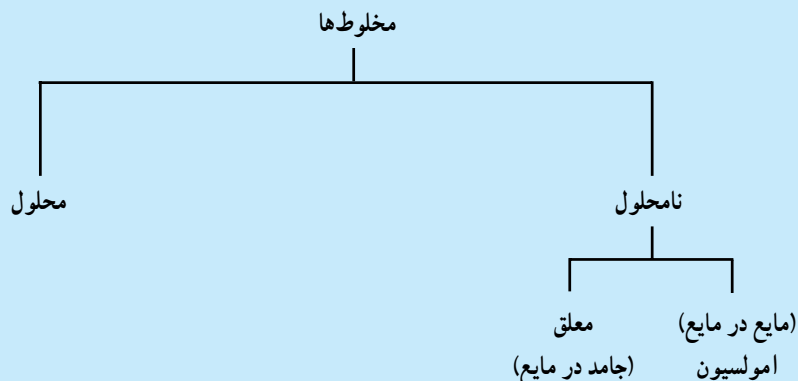 مخلوط‌ها
نامحلول
محلول
(مایع در مایع)
امولسیون
معلق
(جامد در مایع)